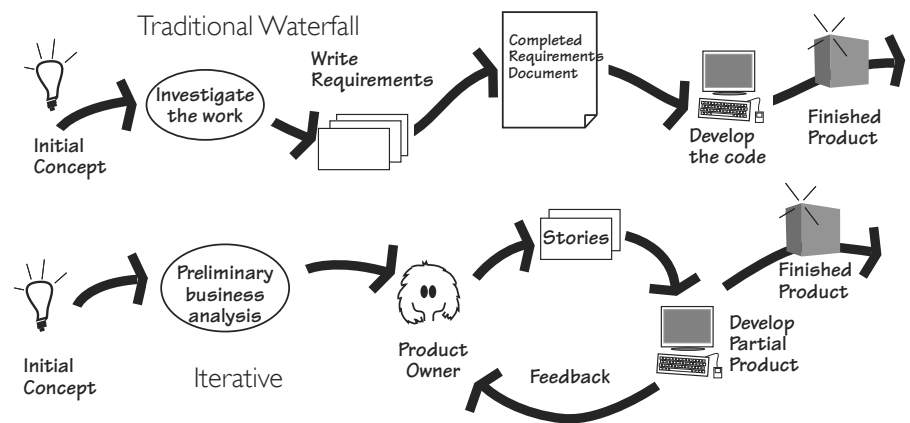 Traditional Waterfall
Initial
Concept
Investigate
the work
Write
Requirements
Completed
Requirements
Document
Develop
the code
Finished
Product
Initial
Concept
Preliminary
business
analysis
Iterative
Product
Owner
Stories
Feedback
Develop
Partial
Product
Finished
Product